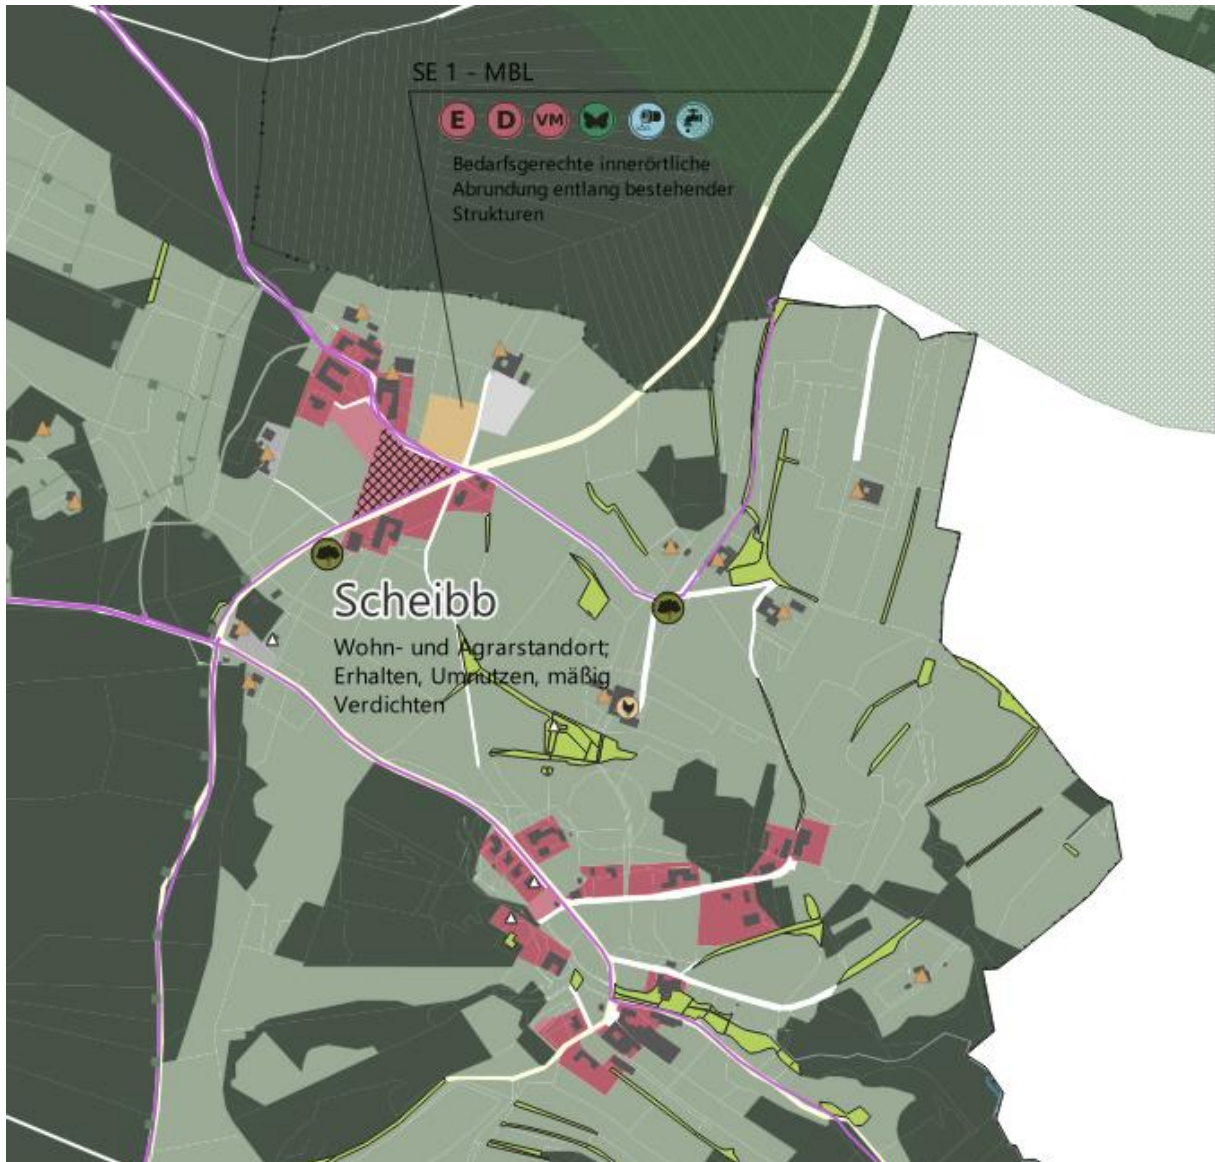 SE 1 - MBL
E D VM
Bedarfsgerechte innerörtliche
Abrundung entlang bestehender
Strukturen
Scheibb
Wohn- und Agrarstandort;
Erhalten, Umnutzen, mäßig
Verdichten